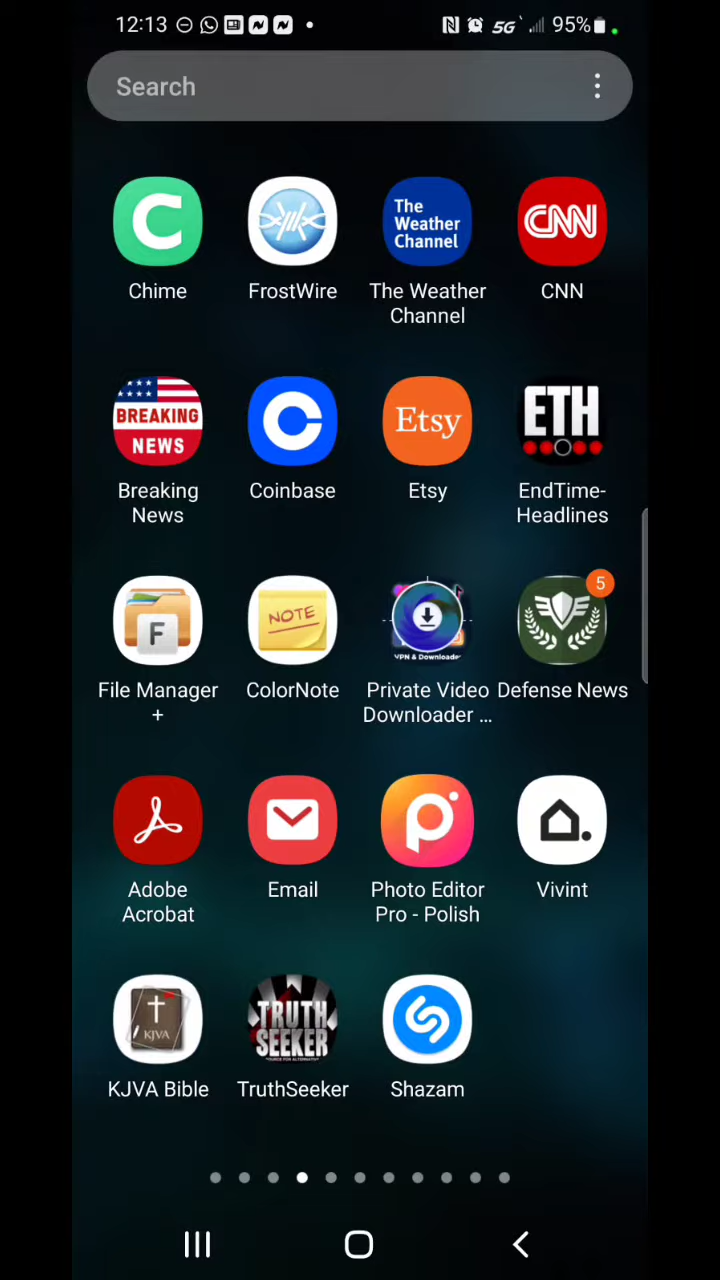 12:13 5G 95%
Search
C
The
Weather
Channel
CNN
Chime FrostWire The Weather CNN
Channel
BREAKING
NEWS
C
Etsy
ETH
Breaking Coinbase Etsy EndTime-
News Headlines
F
NOTE
VPN & Downloader
5
File Manager ColorNote Private Video Defense News
+ Downloader ...
Adobe Email Photo Editor Vivint
Acrobat Pro - Polish
KJVA
TRUTH
SEEKER
KJVA Bible TruthSeeker Shazam